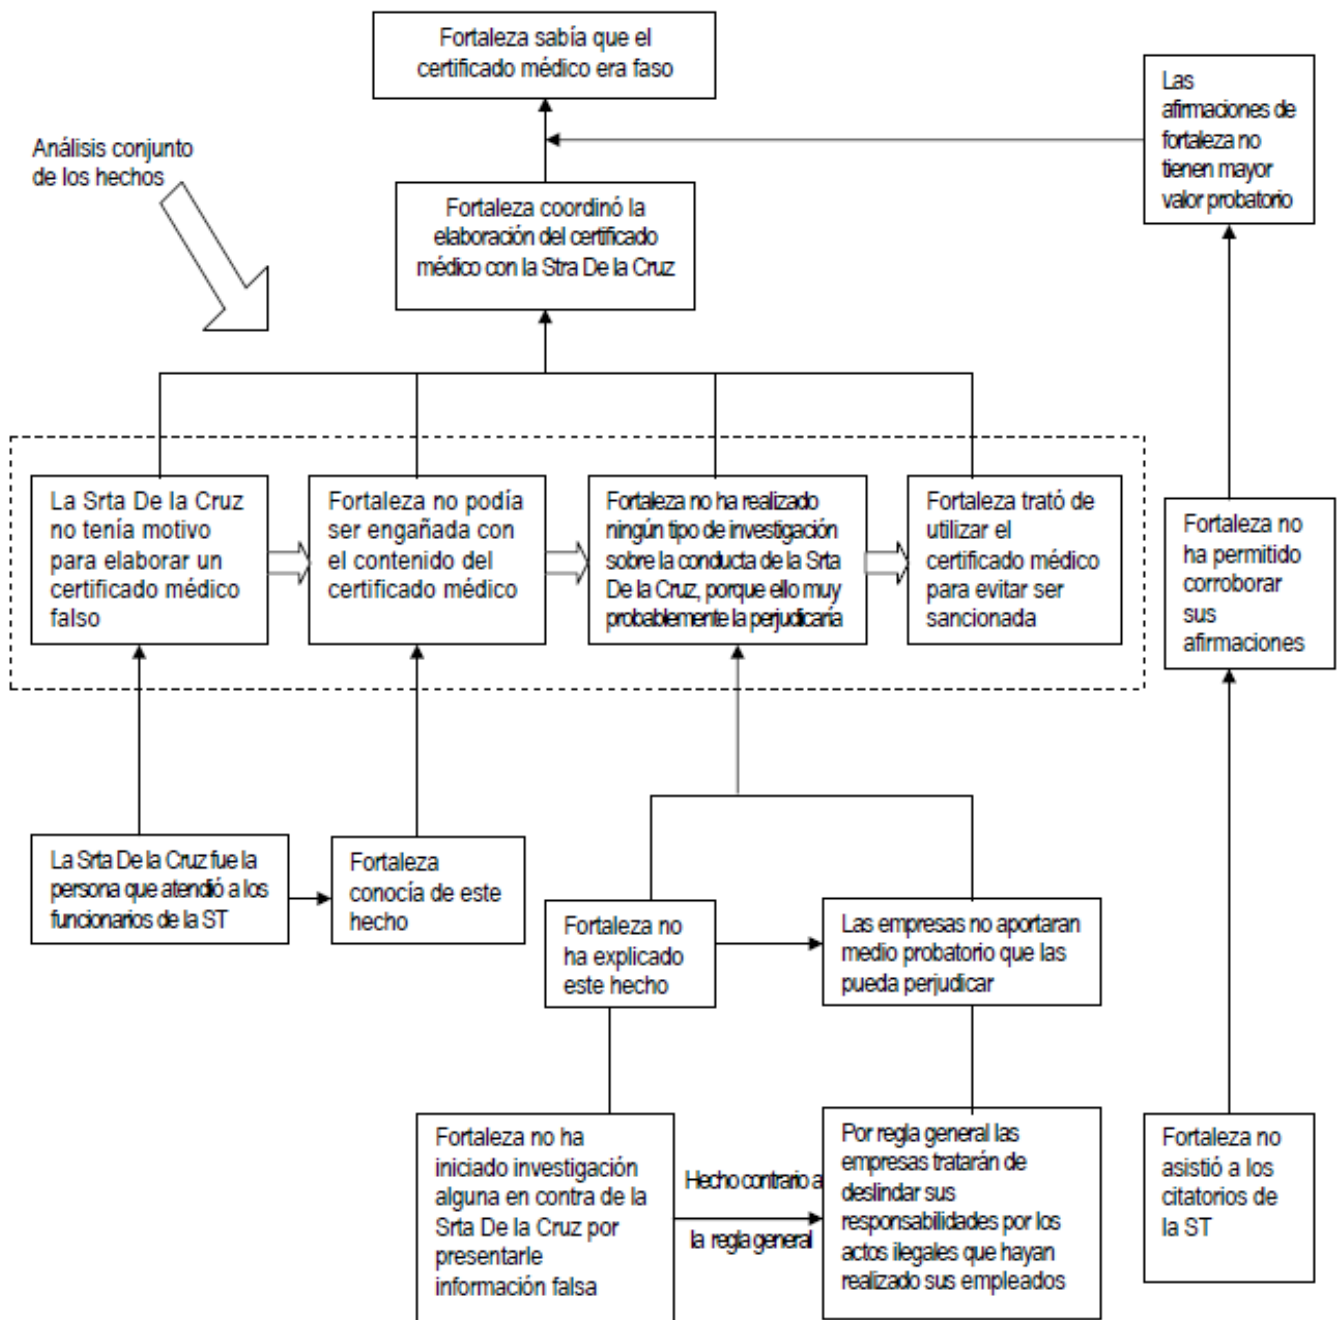 Fortaleza sabía que el
certificado médico era faso
Las
afirmaciones de
fortaleza no
tienen mayor
valor probatorio
Análisis conjunto
de los hechos
Fortaleza coordinó la
elaboración del certificado
médico con la Stra De la Cruz
La Srta De la Cruz
no tenía motivo
para elaborar un
certificado médico
falso
Fortaleza no podía
ser engañada con
el contenido del
certificado médico
Fortaleza no ha realizado
ningún tipo de investigación
sobre la conducta de la Srta
De la Cruz, porque ello muy
probablemente la perjudicaría
Fortaleza trató de
utilizar el
certificado médico
para evitar ser
sancionada
Fortaleza no
ha permitido
corroborar
sus
afirmaciones
La Srta De la Cruz fue la
persona que atendió a los
funcionarios de la ST
Fortaleza
conocía de este
hecho
Fortaleza no
ha explicado
este hecho
Las empresas no aportaran
medio probatorio que las
pueda perjudicar
Fortaleza no ha
iniciado investigación
alguna en contra de la
Srta De la Cruz por
presentarle
información falsa
Hecho contrario a
la regla general
Por regla general las
empresas tratarán de
deslindar sus
responsabilidades por los
actos ilegales que hayan
realizado sus empleados
Fortaleza no
asistió a los
citatorios de
la ST